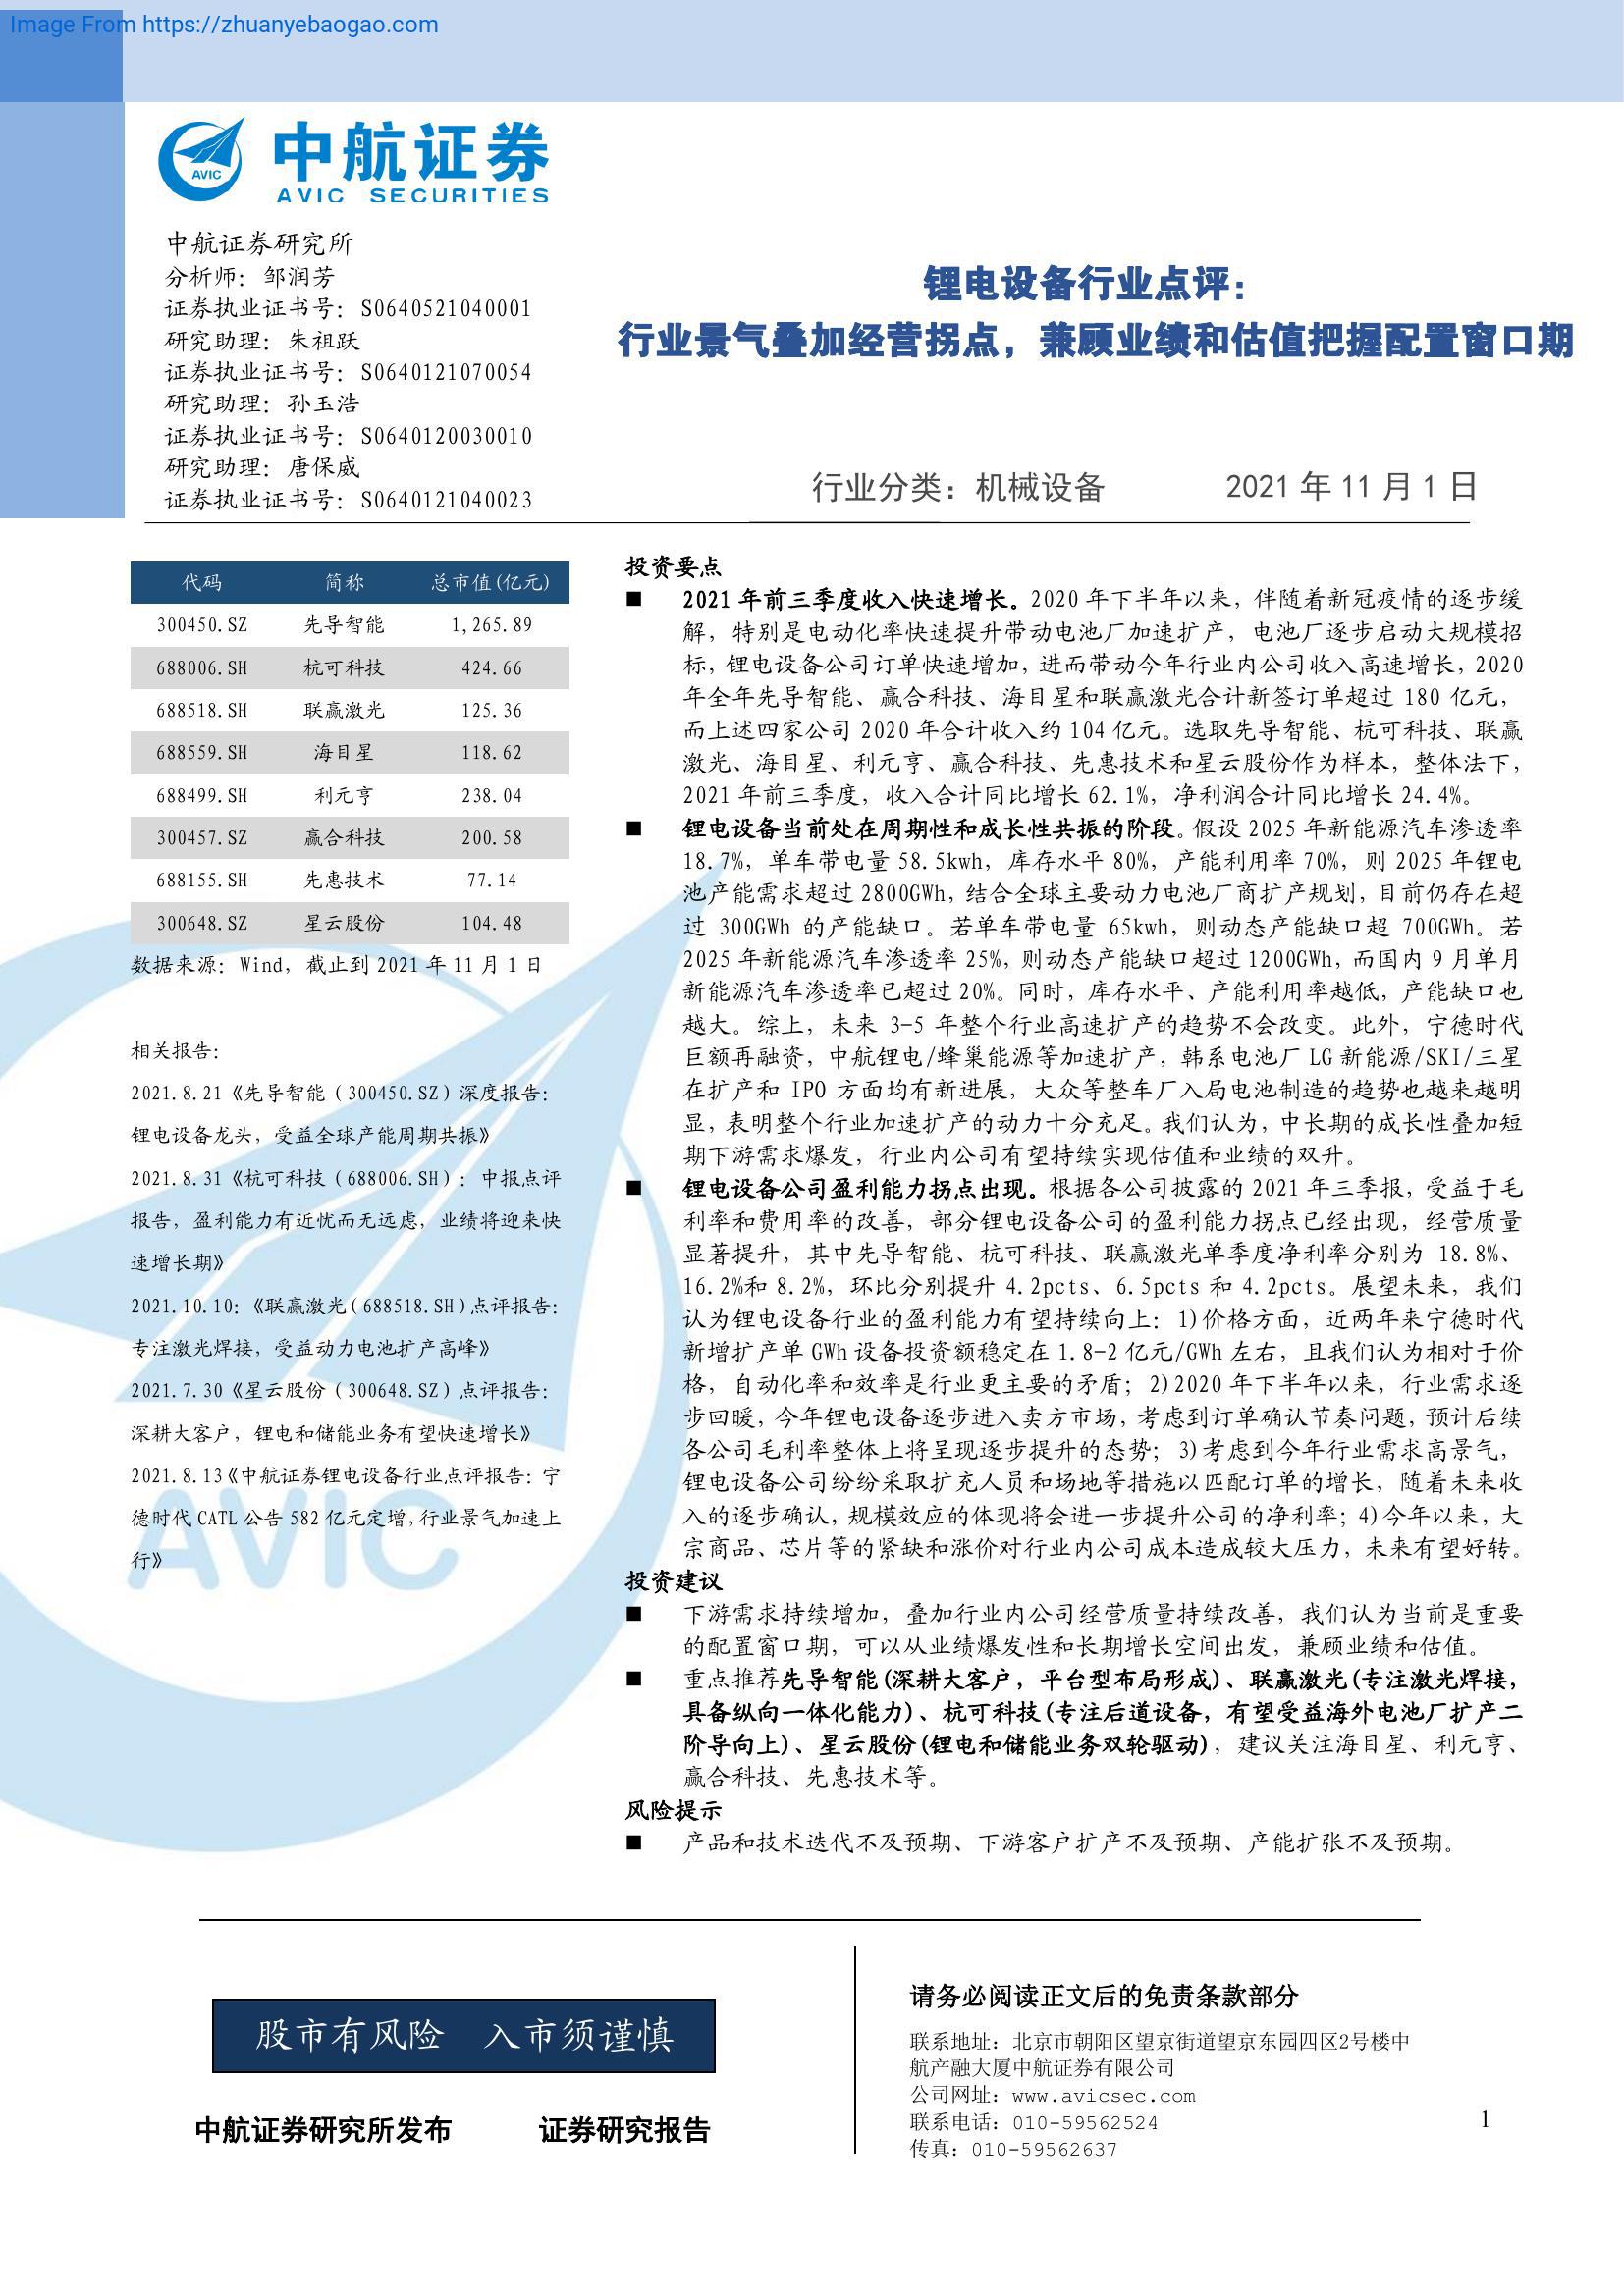 Image From https://zhuanyebaogao.com
中航证券
AVIC SECURITIES
AVIC
中航证券研究所
分析师：邹润芳
证券执业证书号：S0640521040001
研究助理：朱祖跃
证券执业证书号：S0640121070054
研究助理：孙玉浩
证券执业证书号：S0640120030010
研究助理：唐保威
证券执业证书号：S0640121040023
锂电设备行业点评：
行业景气叠加经营拐点，兼顾业绩和估值把握配置窗口期
行业分类：机械设备 2021 年 11 月 1 日
代码 简称 总市值(亿元)
300450.SZ 先导智能 1,265.89
688006.SH 杭可科技 424.66
688518.SH 联赢激光 125.36
688559.SH 海目星 118.62
688499.SH 利元亨 238.04
300457.SZ 赢合科技 200.58
688155.SH 先惠技术 77.14
300648.SZ 星云股份 104.48
数据来源：Wind，截止到 2021 年 11 月 1 日
相关报告：
2021.8.21《先导智能（300450.SZ）深度报告：
锂电设备龙头，受益全球产能周期共振》
2021.8.31《杭可科技（688006.SH）：中报点评
报告，盈利能力有近忧而无远虑，业绩将迎来快
速增长期》
2021.10.10:《联赢激光(688518.SH)点评报告：
专注激光焊接，受益动力电池扩产高峰》
2021.7.30《星云股份（300648.SZ）点评报告：
深耕大客户，锂电和储能业务有望快速增长》
2021.8.13《中航证券锂电设备行业点评报告：宁
德时代 CATL 公告 582 亿元定增,行业景气加速上
行》
AVIC
投资要点
■ 2021 年前三季度收入快速增长。2020 年下半年以来，伴随着新冠疫情的逐步缓
解，特别是电动化率快速提升带动电池厂加速扩产，电池厂逐步启动大规模招
标，锂电设备公司订单快速增加，进而带动今年行业内公司收入高速增长，2020
年全年先导智能、赢合科技、海目星和联赢激光合计新签订单超过 180 亿元，
而上述四家公司 2020 年合计收入约 104 亿元。选取先导智能、杭可科技、联赢
激光、海目星、利元亨、赢合科技、先惠技术和星云股份作为样本，整体法下，
2021 年前三季度，收入合计同比增长 62.1%，净利润合计同比增长 24.4%。
■ 锂电设备当前处在周期性和成长性共振的阶段。假设 2025 年新能源汽车渗透率
18.7%，单车带电量 58.5kwh，库存水平 80%，产能利用率 70%，则 2025 年锂电
池产能需求超过 2800GWh，结合全球主要动力电池厂商扩产规划，目前仍存在超
过 300GWh 的产能缺口。若单车带电量 65kwh，则动态产能缺口超 700GWh。若
2025 年新能源汽车渗透率 25%，则动态产能缺口超过 1200GWh，而国内 9 月单月
新能源汽车渗透率已超过 20%。同时，库存水平、产能利用率越低，产能缺口也
越大。综上，未来 3-5 年整个行业高速扩产的趋势不会改变。此外，宁德时代
巨额再融资，中航锂电/蜂巢能源等加速扩产，韩系电池厂 LG 新能源/SKI/三星
在扩产和 IPO 方面均有新进展，大众等整车厂入局电池制造的趋势也越来越明
显，表明整个行业加速扩产的动力十分充足。我们认为，中长期的成长性叠加短
期下游需求爆发，行业内公司有望持续实现估值和业绩的双升。
■ 锂电设备公司盈利能力拐点出现。根据各公司披露的 2021 年三季报，受益于毛
利率和费用率的改善，部分锂电设备公司的盈利能力拐点已经出现，经营质量
显著提升，其中先导智能、杭可科技、联赢激光单季度净利率分别为 18.8%、
16.2%和 8.2%，环比分别提升 4.2pcts、6.5pcts 和 4.2pcts。展望未来，我们
认为锂电设备行业的盈利能力有望持续向上：1)价格方面，近两年来宁德时代
新增扩产单 GWh 设备投资额稳定在 1.8-2 亿元/GWh 左右，且我们认为相对于价
格，自动化率和效率是行业更主要的矛盾；2)2020 年下半年以来，行业需求逐
步回暖，今年锂电设备逐步进入卖方市场，考虑到订单确认节奏问题，预计后续
各公司毛利率整体上将呈现逐步提升的态势；3)考虑到今年行业需求高景气，
锂电设备公司纷纷采取扩充人员和场地等措施以匹配订单的增长，随着未来收
入的逐步确认，规模效应的体现将会进一步提升公司的净利率；4)今年以来，大
宗商品、芯片等的紧缺和涨价对行业内公司成本造成较大压力，未来有望好转。
投资建议
■ 下游需求持续增加，叠加行业内公司经营质量持续改善，我们认为当前是重要
的配置窗口期，可以从业绩爆发性和长期增长空间出发，兼顾业绩和估值。
■ 重点推荐先导智能(深耕大客户，平台型布局形成)、联赢激光(专注激光焊接，
具备纵向一体化能力)、杭可科技(专注后道设备，有望受益海外电池厂扩产二
阶导向上)、星云股份(锂电和储能业务双轮驱动)，建议关注海目星、利元亨、
赢合科技、先惠技术等。
风险提示
■ 产品和技术迭代不及预期、下游客户扩产不及预期、产能扩张不及预期。
股市有风险 入市须谨慎
中航证券研究所发布 证券研究报告
请务必阅读正文后的免责条款部分
联系地址：北京市朝阳区望京街道望京东园四区2号楼中
航产融大厦中航证券有限公司
公司网址：www.avicsec.com
联系电话：010-59562524
传真：010-59562637
1